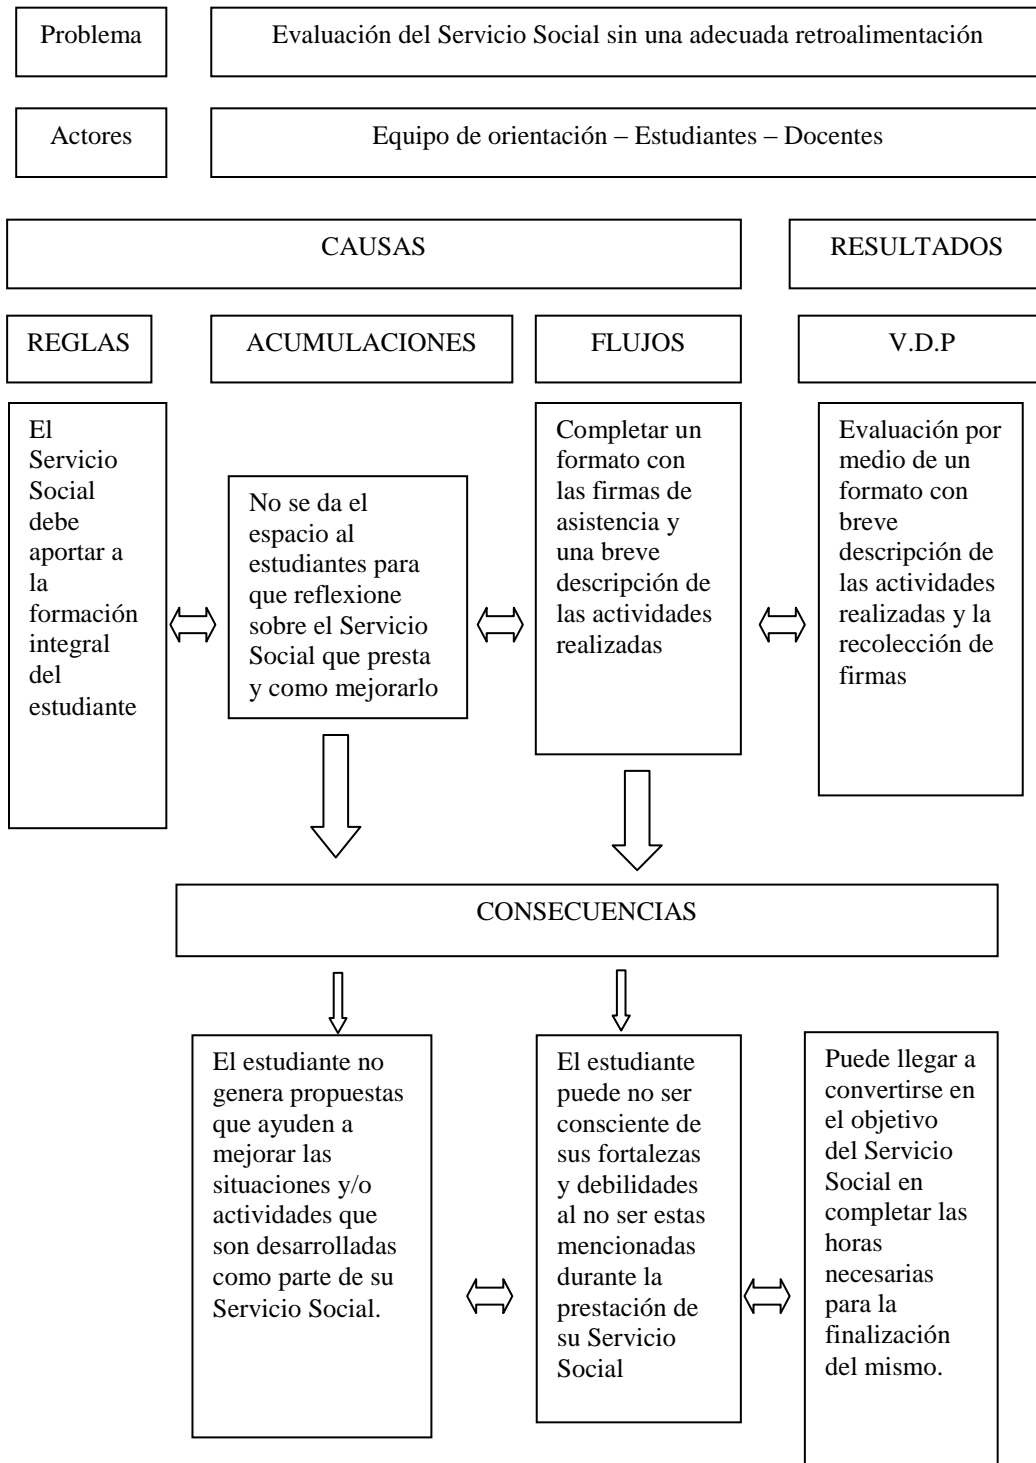 Problema
Evaluación del Servicio Social sin una adecuada retroalimentación
Actores
Equipo de orientación – Estudiantes – Docentes
CAUSAS
RESULTADOS
REGLAS
ACUMULACIONES
FLUJOS
V.D.P
El
Servicio
Social
debe
aportar a
la
formación
integral
del
estudiante
No se da el
espacio al
estudiantes para
que reflexione
sobre el Servicio
Social que presta
y como mejorarlo
Completar un
formato con
las firmas de
asistencia y
una breve
descripción de
las actividades
realizadas
Evaluación por
medio de un
formato con
breve
descripción de
las actividades
realizadas y la
recolección de
firmas
CONSECUENCIAS
El estudiante no
genera propuestas
que ayuden a
mejorar las
situaciones y/o
actividades que
son desarrolladas
como parte de su
Servicio Social.
El estudiante
puede no ser
consciente de
sus fortalezas
y debilidades
al no ser estas
mencionadas
durante la
prestación de
su Servicio
Social
Puede llegar a
convertirse en
el objetivo
del Servicio
Social en
completar las
horas
necesarias
para la
finalización
del mismo.